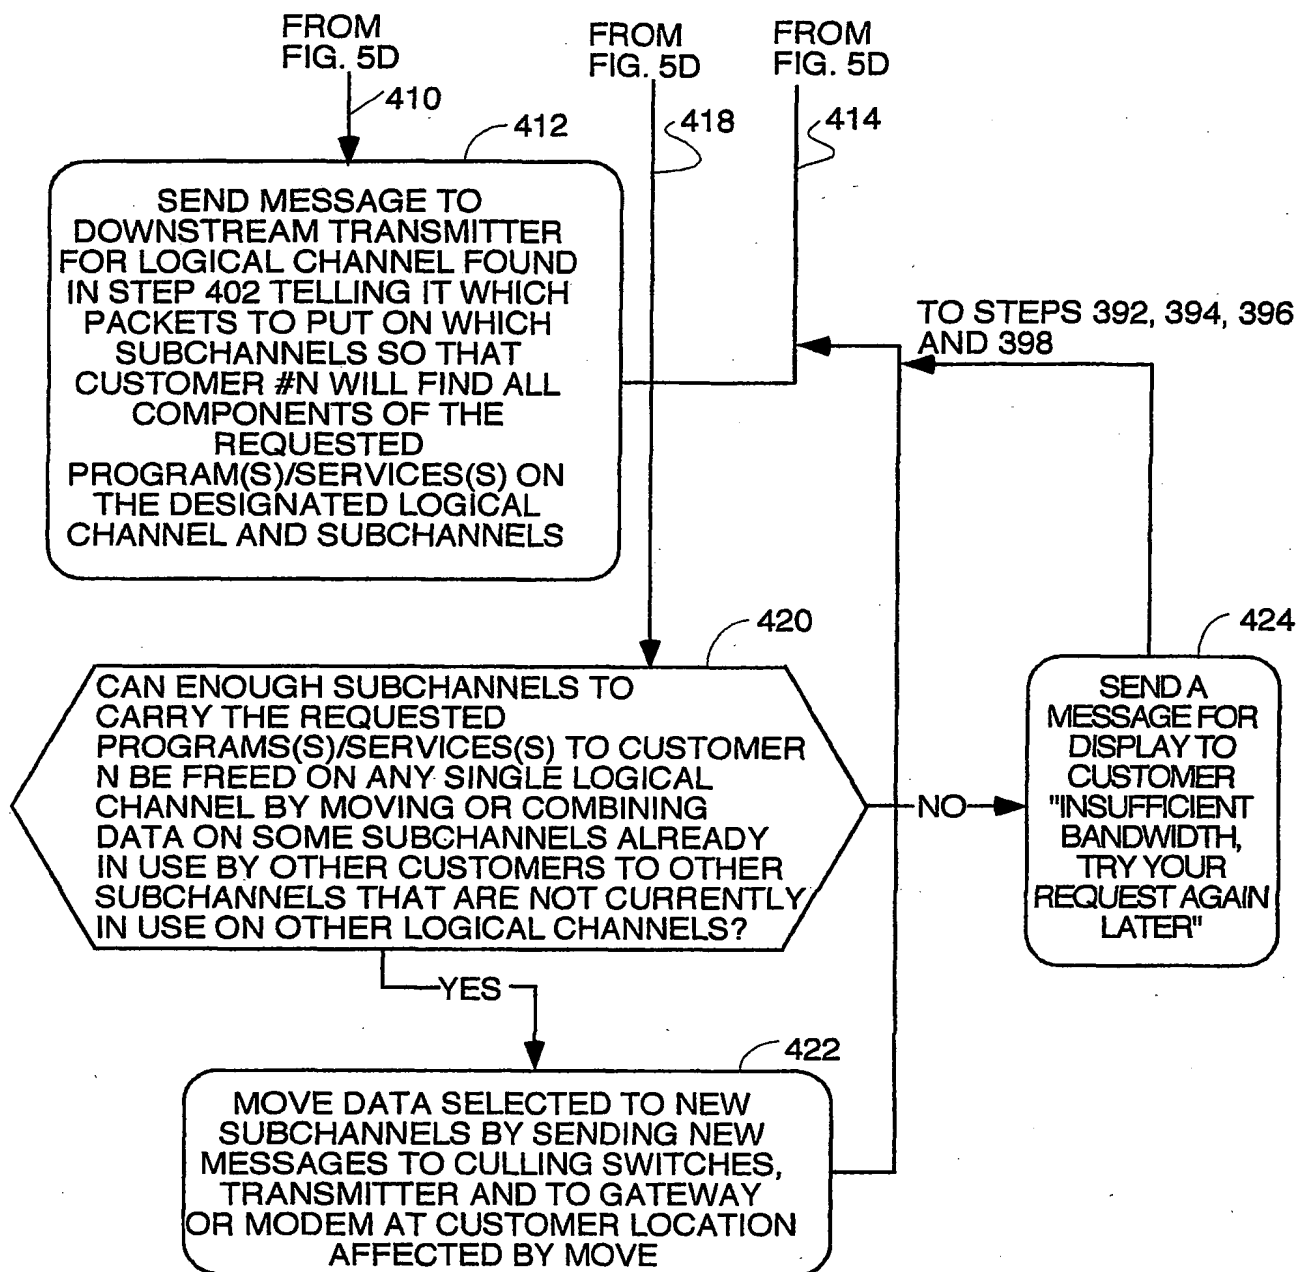 FROM
FIG. 5D
410
FROM
FIG. 5D
418
FROM
FIG. 5D
414
412
SEND MESSAGE TO
DOWNSTREAM TRANSMITTER
FOR LOGICAL CHANNEL FOUND
IN STEP 402 TELLING IT WHICH
PACKETS TO PUT ON WHICH
SUBCHANNELS SO THAT
CUSTOMER #N WILL FIND ALL
COMPONENTS OF THE
REQUESTED
PROGRAM(S)/SERVICES(S) ON
THE DESIGNATED LOGICAL
CHANNEL AND SUBCHANNELS
TO STEPS 392, 394, 396
AND 398
420
CAN ENOUGH SUBCHANNELS TO
CARRY THE REQUESTED
PROGRAMS(S)/SERVICES(S) TO CUSTOMER
N BE FREED ON ANY SINGLE LOGICAL
CHANNEL BY MOVING OR COMBINING
DATA ON SOME SUBCHANNELS ALREADY
IN USE BY OTHER CUSTOMERS TO OTHER
SUBCHANNELS THAT ARE NOT CURRENTLY
IN USE ON OTHER LOGICAL CHANNELS?
NO
424
SEND A
MESSAGE FOR
DISPLAY TO
CUSTOMER
"INSUFFICIENT
BANDWIDTH,
TRY YOUR
REQUEST AGAIN
LATER"
YES
422
MOVE DATA SELECTED TO NEW
SUBCHANNELS BY SENDING NEW
MESSAGES TO CULLING SWITCHES,
TRANSMITTER AND TO GATEWAY
OR MODEM AT CUSTOMER LOCATION
AFFECTED BY MOVE